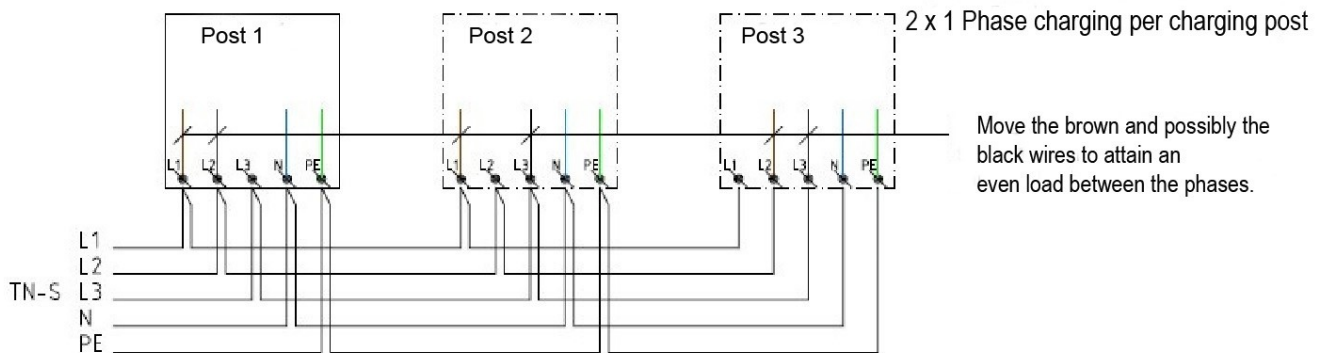 Post 1
Post 2
Post 3
2 x 1 Phase charging per charging post
Move the brown and possibly the
black wires to attain an
even load between the phases.
L1 L2 L3 N PE
L1 L2 L3 N PE
L1 L2 L3 N PE
L1
L2
TN-S L3
N
PE